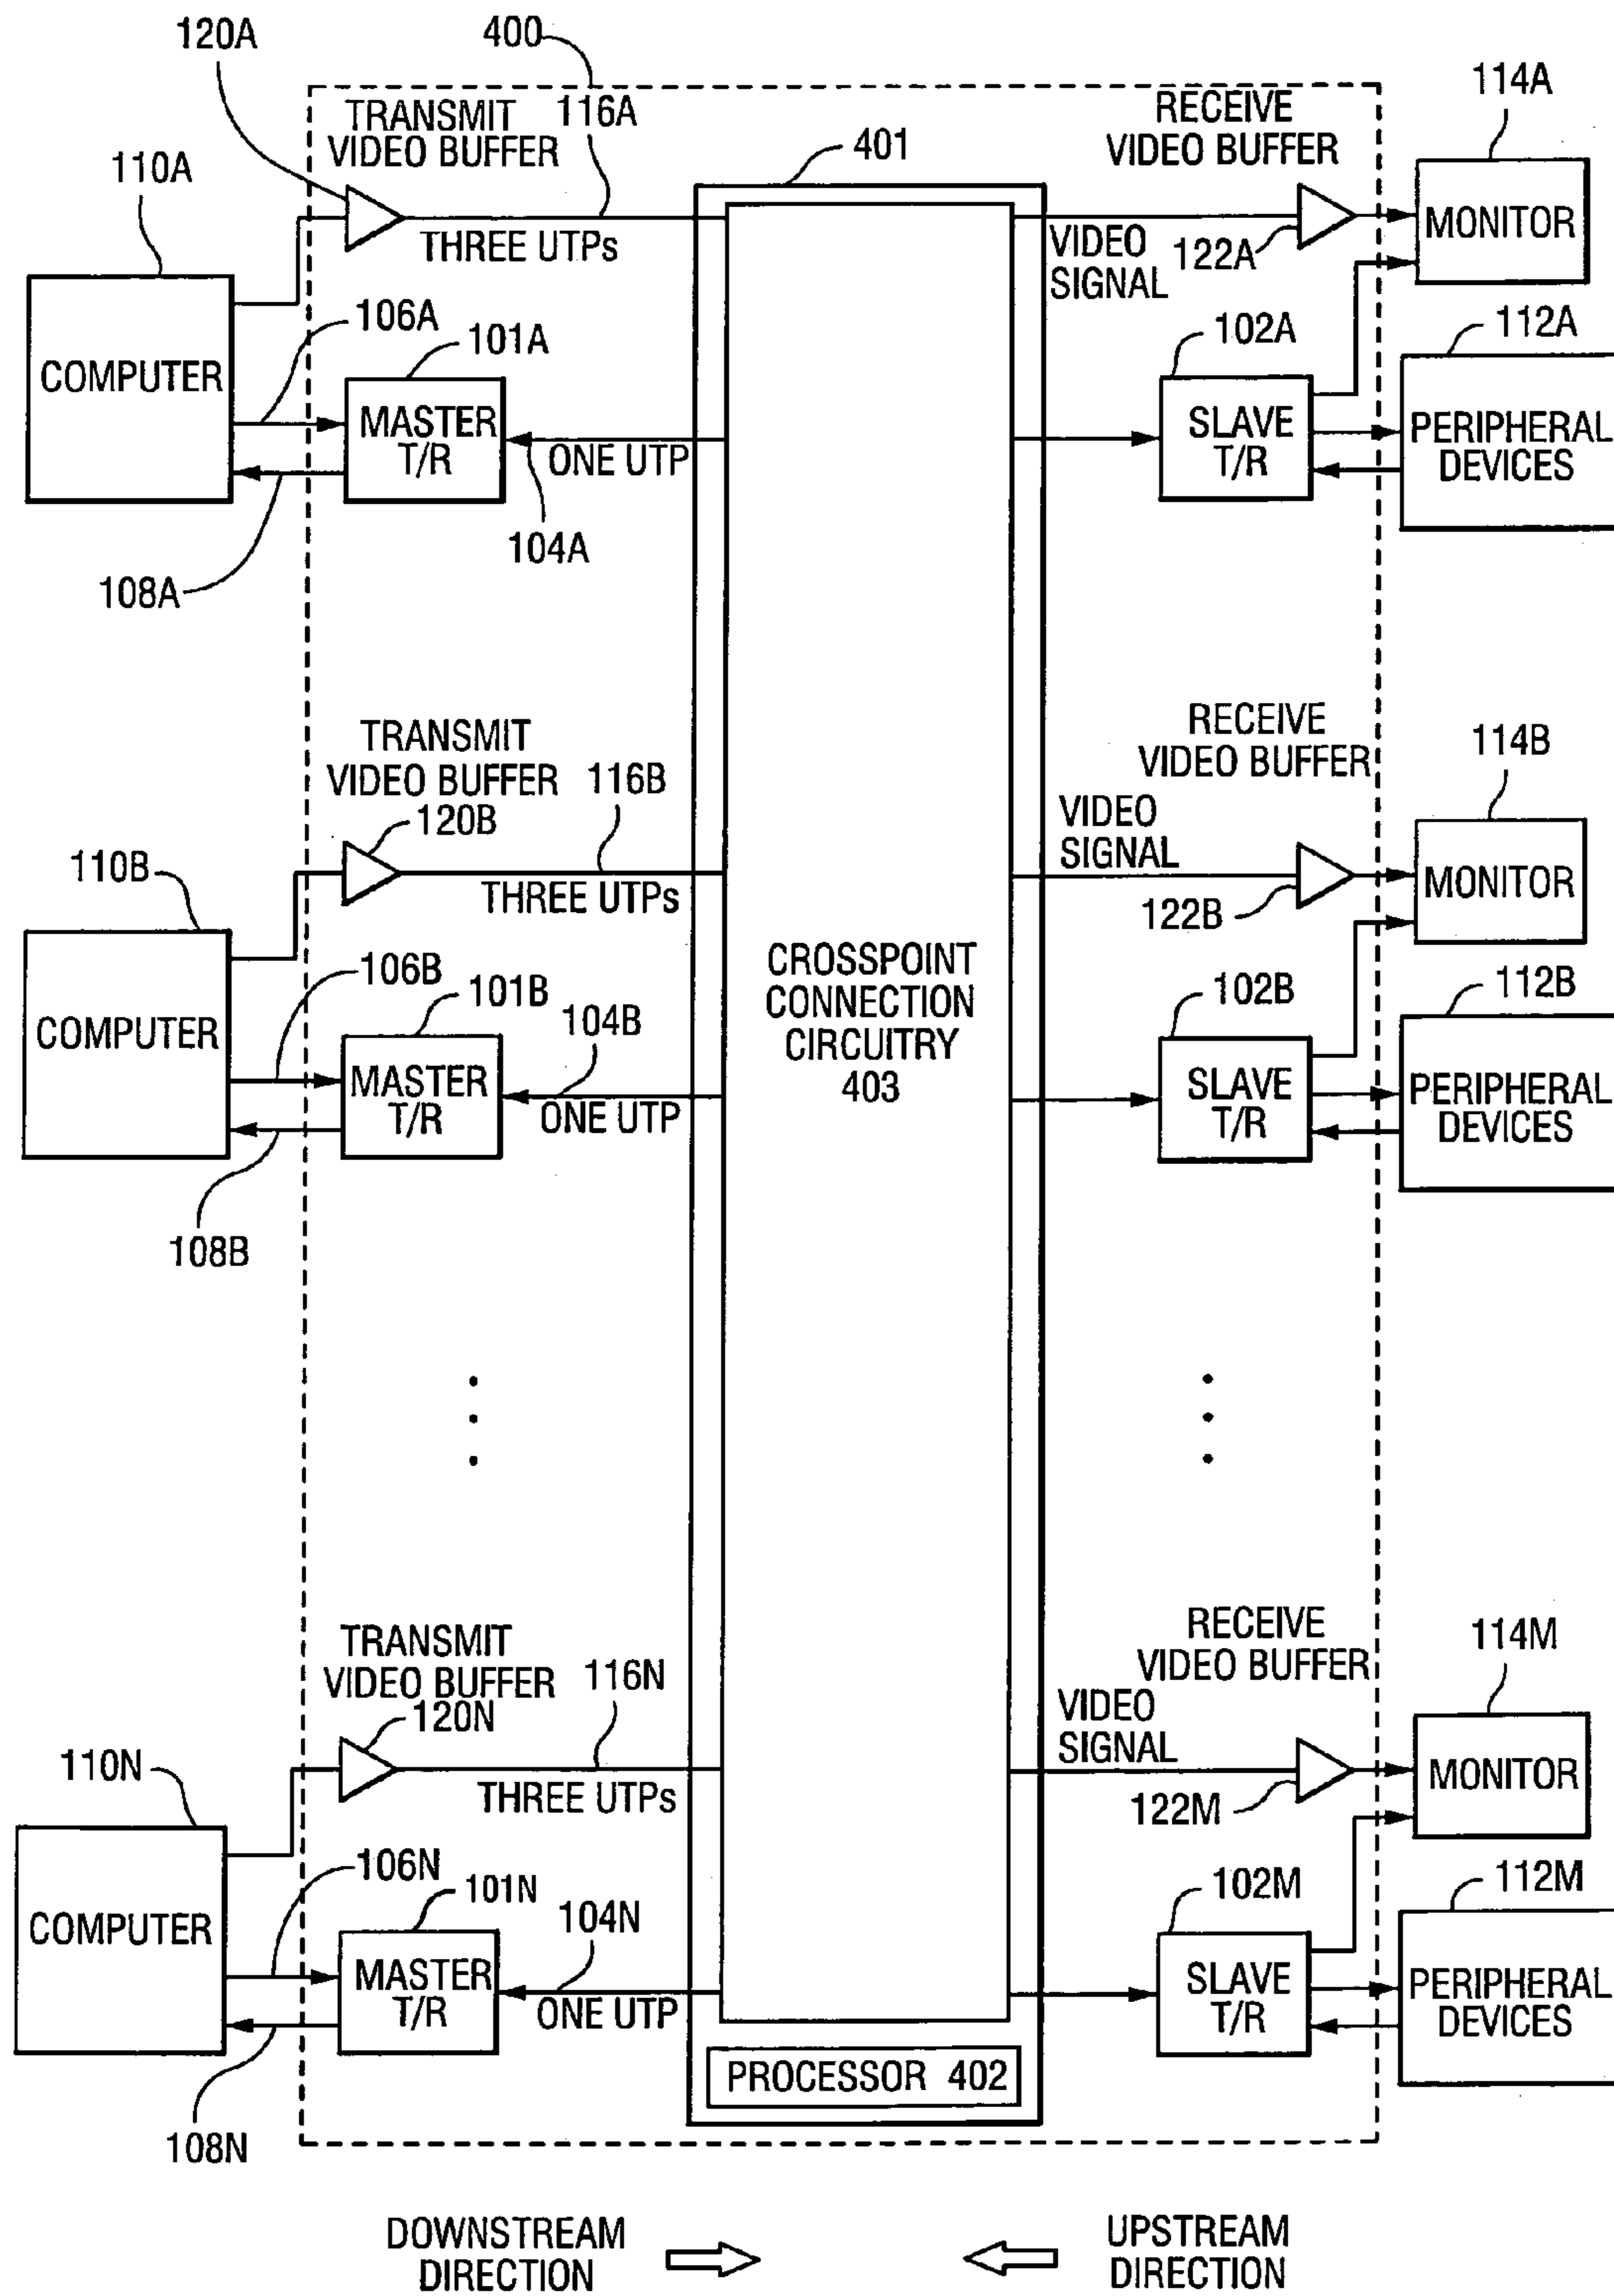 120A
400
TRANSMIT
VIDEO BUFFER
116A
RECEIVE
VIDEO BUFFER
114A
110A
401
MONITOR
THREE UTPs
VIDEO
SIGNAL
122A
106A
101A
102A
112A
COMPUTER
MASTER
T/R
ONE UTP
SLAVE
T/R
PERIPHERAL
DEVICES
104A
108A
TRANSMIT
VIDEO BUFFER
116B
120B
RECEIVE
VIDEO BUFFER
114B
VIDEO
SIGNAL
110B
THREE UTPs
MONITOR
122B
CROSSPOINT
CONNECTION
CIRCUITRY
403
106B
101B
104B
102B
112B
COMPUTER
MASTER
T/R
ONE UTP
SLAVE
T/R
PERIPHERAL
DEVICES
108B
TRANSMIT
VIDEO BUFFER
116N
120N
RECEIVE
VIDEO BUFFER
114M
VIDEO
SIGNAL
110N
THREE UTPs
MONITOR
122M
106N
101N
104N
102M
112M
COMPUTER
MASTER
T/R
ONE UTP
SLAVE
T/R
PERIPHERAL
DEVICES
PROCESSOR 402
108N
DOWNSTREAM
DIRECTION
UPSTREAM
DIRECTION